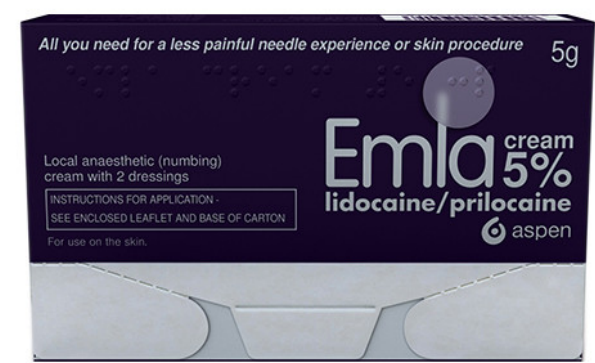 All you need for a less painful needle experience or skin procedure
5g
Emla cream 5%
lidocaine/prilocaine
aspen
Local anaesthetic (numbing)
cream with 2 dressings
INSTRUCTIONS FOR APPLICATION -
SEE ENCLOSED LEAFLET AND BASE OF CARTON
For use on the skin.